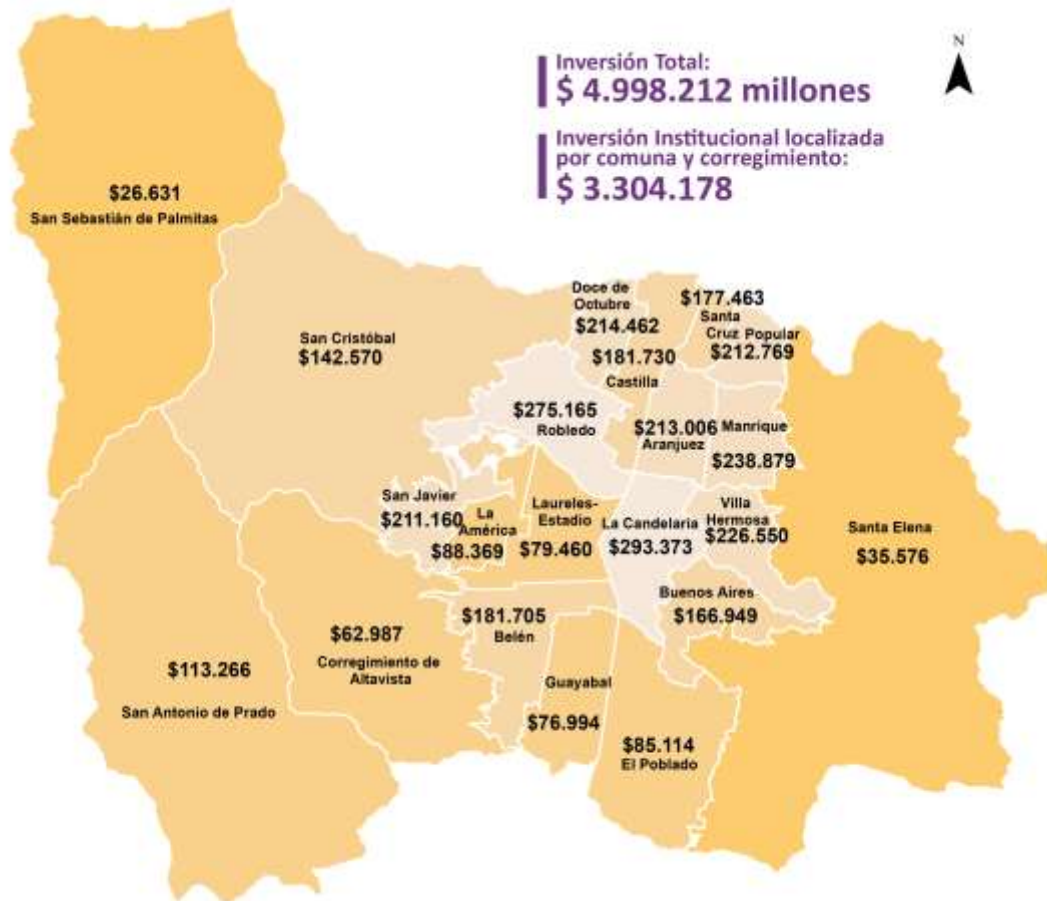 Inversión Total:
$ 4.998.212 millones
Inversión Institucional localizada
por comuna y corregimiento:
$ 3.304.178
N
$26.631
San Sebastián de Palmitas
San Cristóbal
$142.570
Doce de
Octubre
$214.462
$177.463
Santa
Cruz
Popular
$212.769
$181.730
Castilla
$275.165
Robledo
$213.006
Aranjuez
Manrique
$238.879
San Javier
$211.160
La
América
$88.369
Laureles-
Estadio
$79.460
La Candelaria
$293.373
Villa
Hermosa
$226.550
Santa Elena
$35.576
Buenos Aires
$166.949
$181.705
Belén
$62.987
Corregimiento de
Altavista
$113.266
San Antonio de Prado
Guayabal
$76.994
$85.114
El Poblado